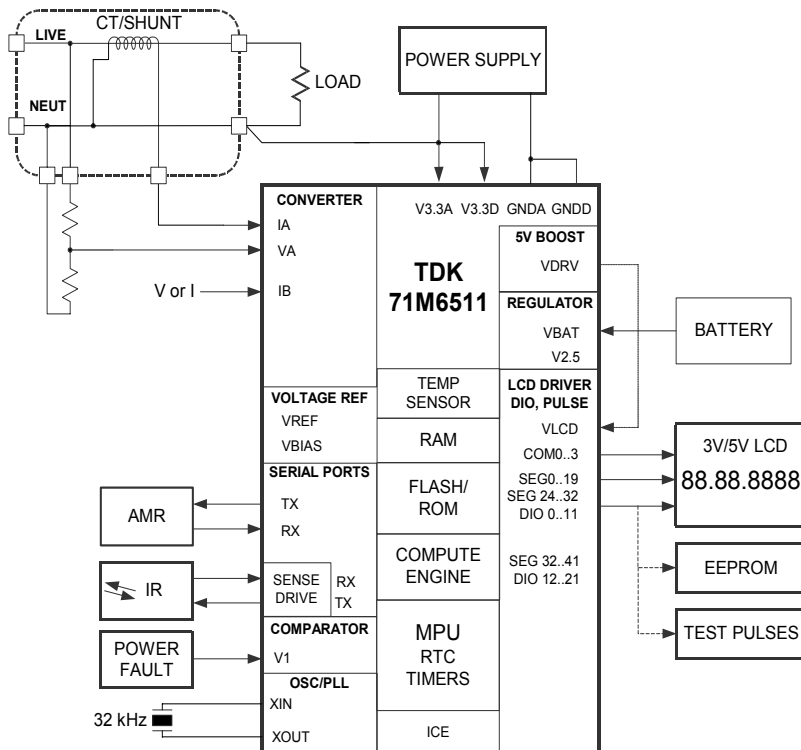 CT/SHUNT
LIVE
NEUT
LOAD
POWER SUPPLY
V3.3A V3.3D GNDA GNDD
CONVERTER
IA
VA
IB
V or I
TDK
71M6511
5V BOOST
VDRV
REGULATOR
VBAT
V2.5
BATTERY
VOLTAGE REF
VREF
VBIAS
TEMP
SENSOR
RAM
FLASH/
ROM
COMPUTE
ENGINE
MPU
RTC
TIMERS
ICE
LCD DRIVER
DIO, PULSE
VLCD
COM0..3
SEG0..19
SEG 24..32
DIO 0..11
SEG 32..41
DIO 12..21
3V/5V LCD
88.88.8888
EEPROM
TEST PULSES
SERIAL PORTS
TX
RX
AMR
SENSE
DRIVE
RX
TX
IR
COMPARATOR
V1
POWER
FAULT
OSC/PLL
XIN
XOUT
32 kHz